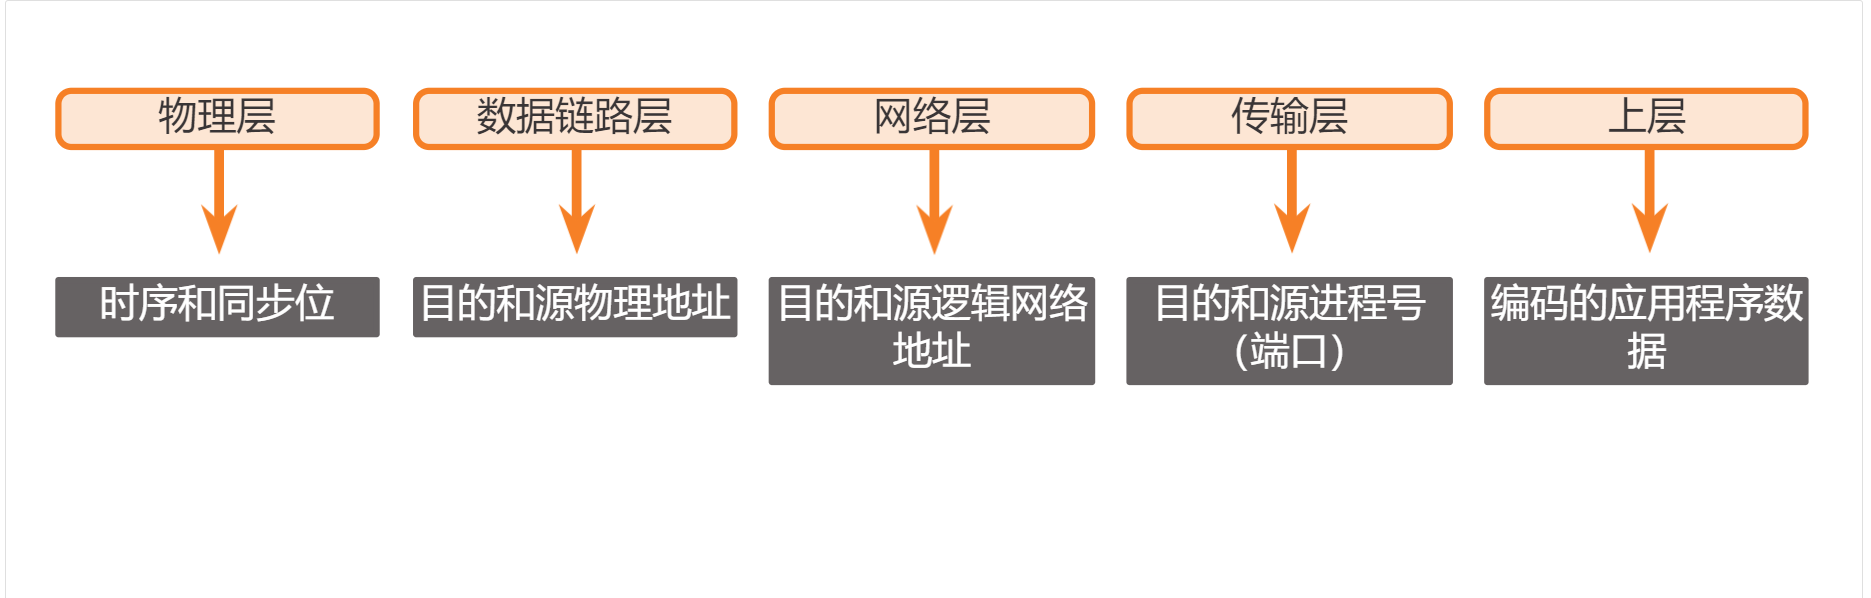 物理层
数据链路层
网络层
传输层
上层
时序和同步位
目的和源物理地址
目的和源逻辑网络
地址
目的和源进程号
（端口）
编码的应用程序数
据